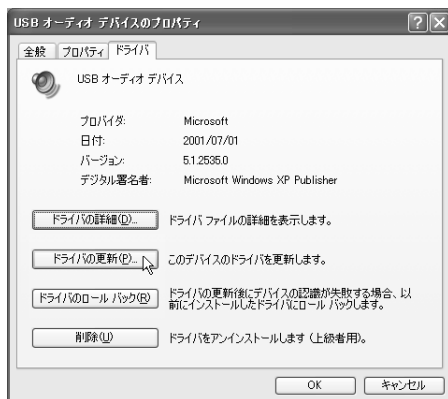 USB オーディオ デバイスのプロパティ
全般 プロパティ ドライバ
USB オーディオ デバイス
プロバイダ: Microsoft
日付: 2001/07/01
バージョン: 5.1.2535.0
デジタル署名者: Microsoft Windows XP Publisher
ドライバの詳細(D)... ドライバ ファイルの詳細を表示します。
ドライバの更新(P)... このデバイスのドライバを更新します。
ドライバのロール バック(R) ドライバの更新後にデバイスの認識が失敗する場合、以
前にインストールしたドライバにロール バックします。
削除(U) ドライバをアンインストールします (上級者用)。
OK キャンセル